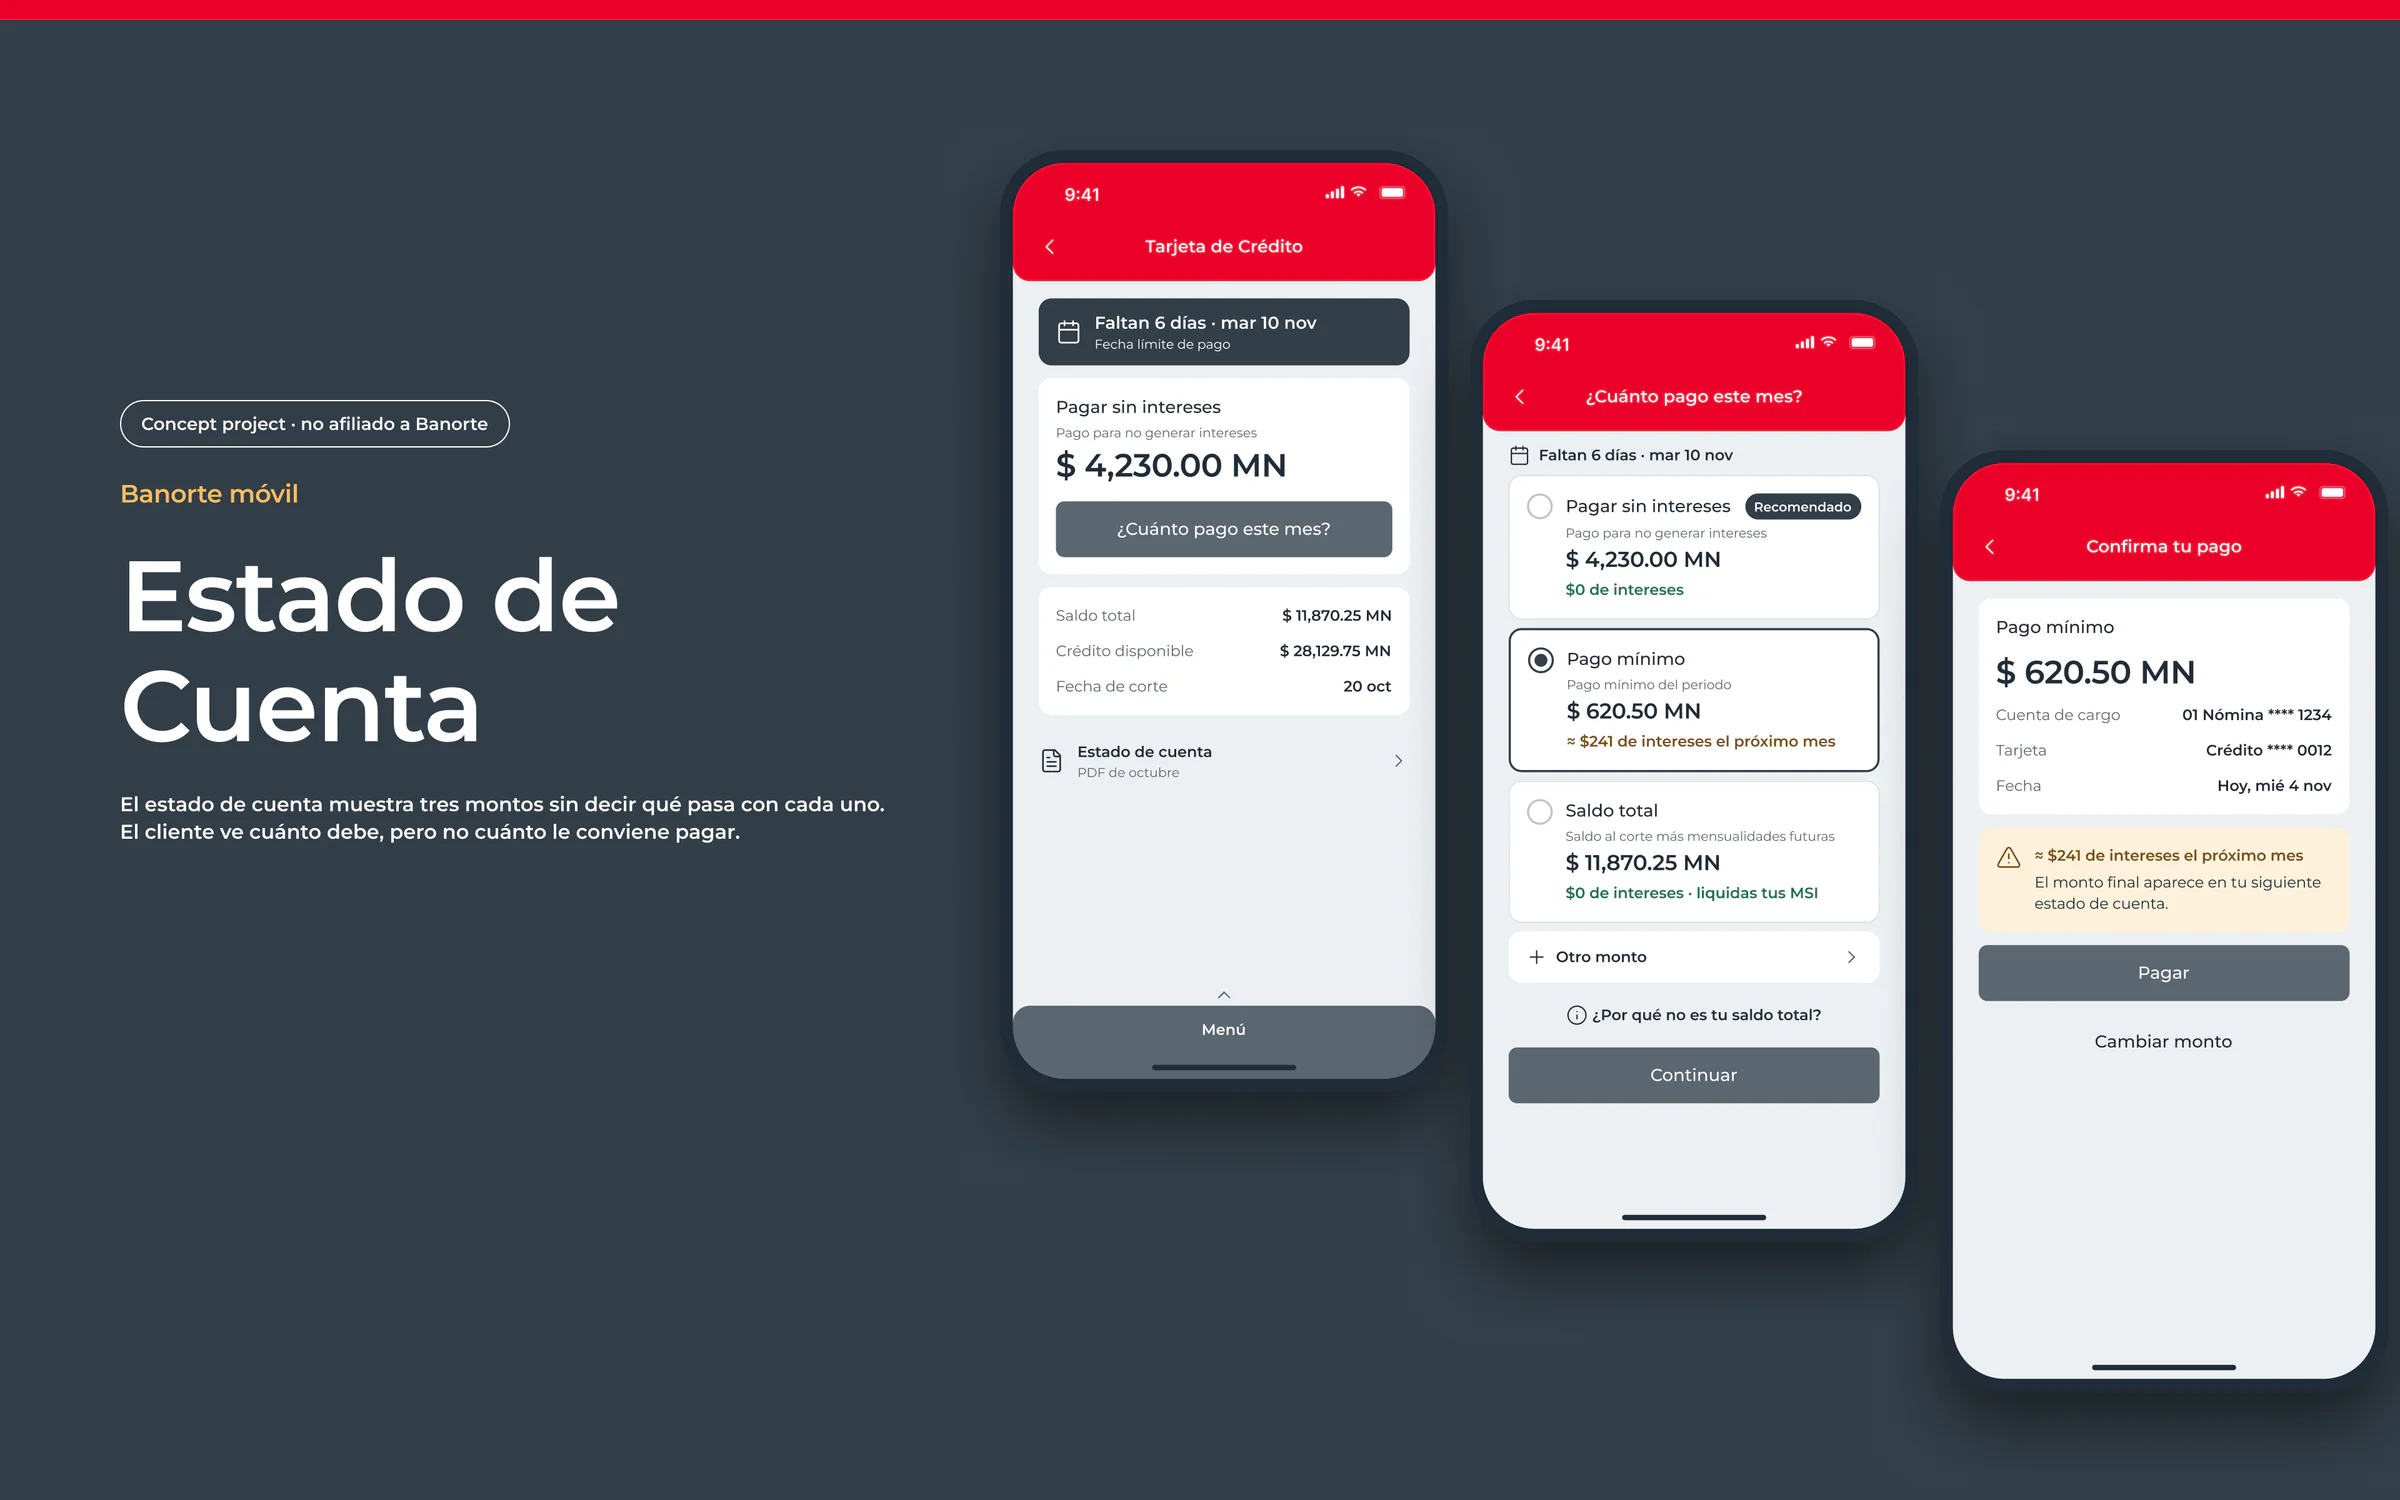 Concept project · no afiliado a Banorte
Banorte móvil
Estado de
Cuenta
El estado de cuenta muestra tres montos sin decir qué pasa con cada uno.
El cliente ve cuánto debe, pero no cuánto le conviene pagar.
9:41
Tarjeta de Crédito
Faltan 6 días · mar 10 nov
Fecha límite de pago
Pagar sin intereses
Pago para no generar intereses
$ 4,230.00 MN
¿Cuánto pago este mes?
Saldo total $ 11,870.25 MN
Crédito disponible $ 28,129.75 MN
Fecha de corte 20 oct
Estado de cuenta
PDF de octubre
Menú
9:41
¿Cuánto pago este mes?
Faltan 6 días · mar 10 nov
Pagar sin intereses Recomendado
Pago para no generar intereses
$ 4,230.00 MN
$0 de intereses
Pago mínimo
Pago mínimo del periodo
$ 620.50 MN
≈ $241 de intereses el próximo mes
Saldo total
Saldo al corte más mensualidades futuras
$ 11,870.25 MN
$0 de intereses · liquidas tus MSI
Otro monto
¿Por qué no es tu saldo total?
Continuar
9:41
Confirma tu pago
Pago mínimo
$ 620.50 MN
Cuenta de cargo 01 Nómina **** 1234
Tarjeta Crédito **** 0012
Fecha Hoy, mié 4 nov
≈ $241 de intereses el próximo mes
El monto final aparece en tu siguiente
estado de cuenta.
Pagar
Cambiar monto